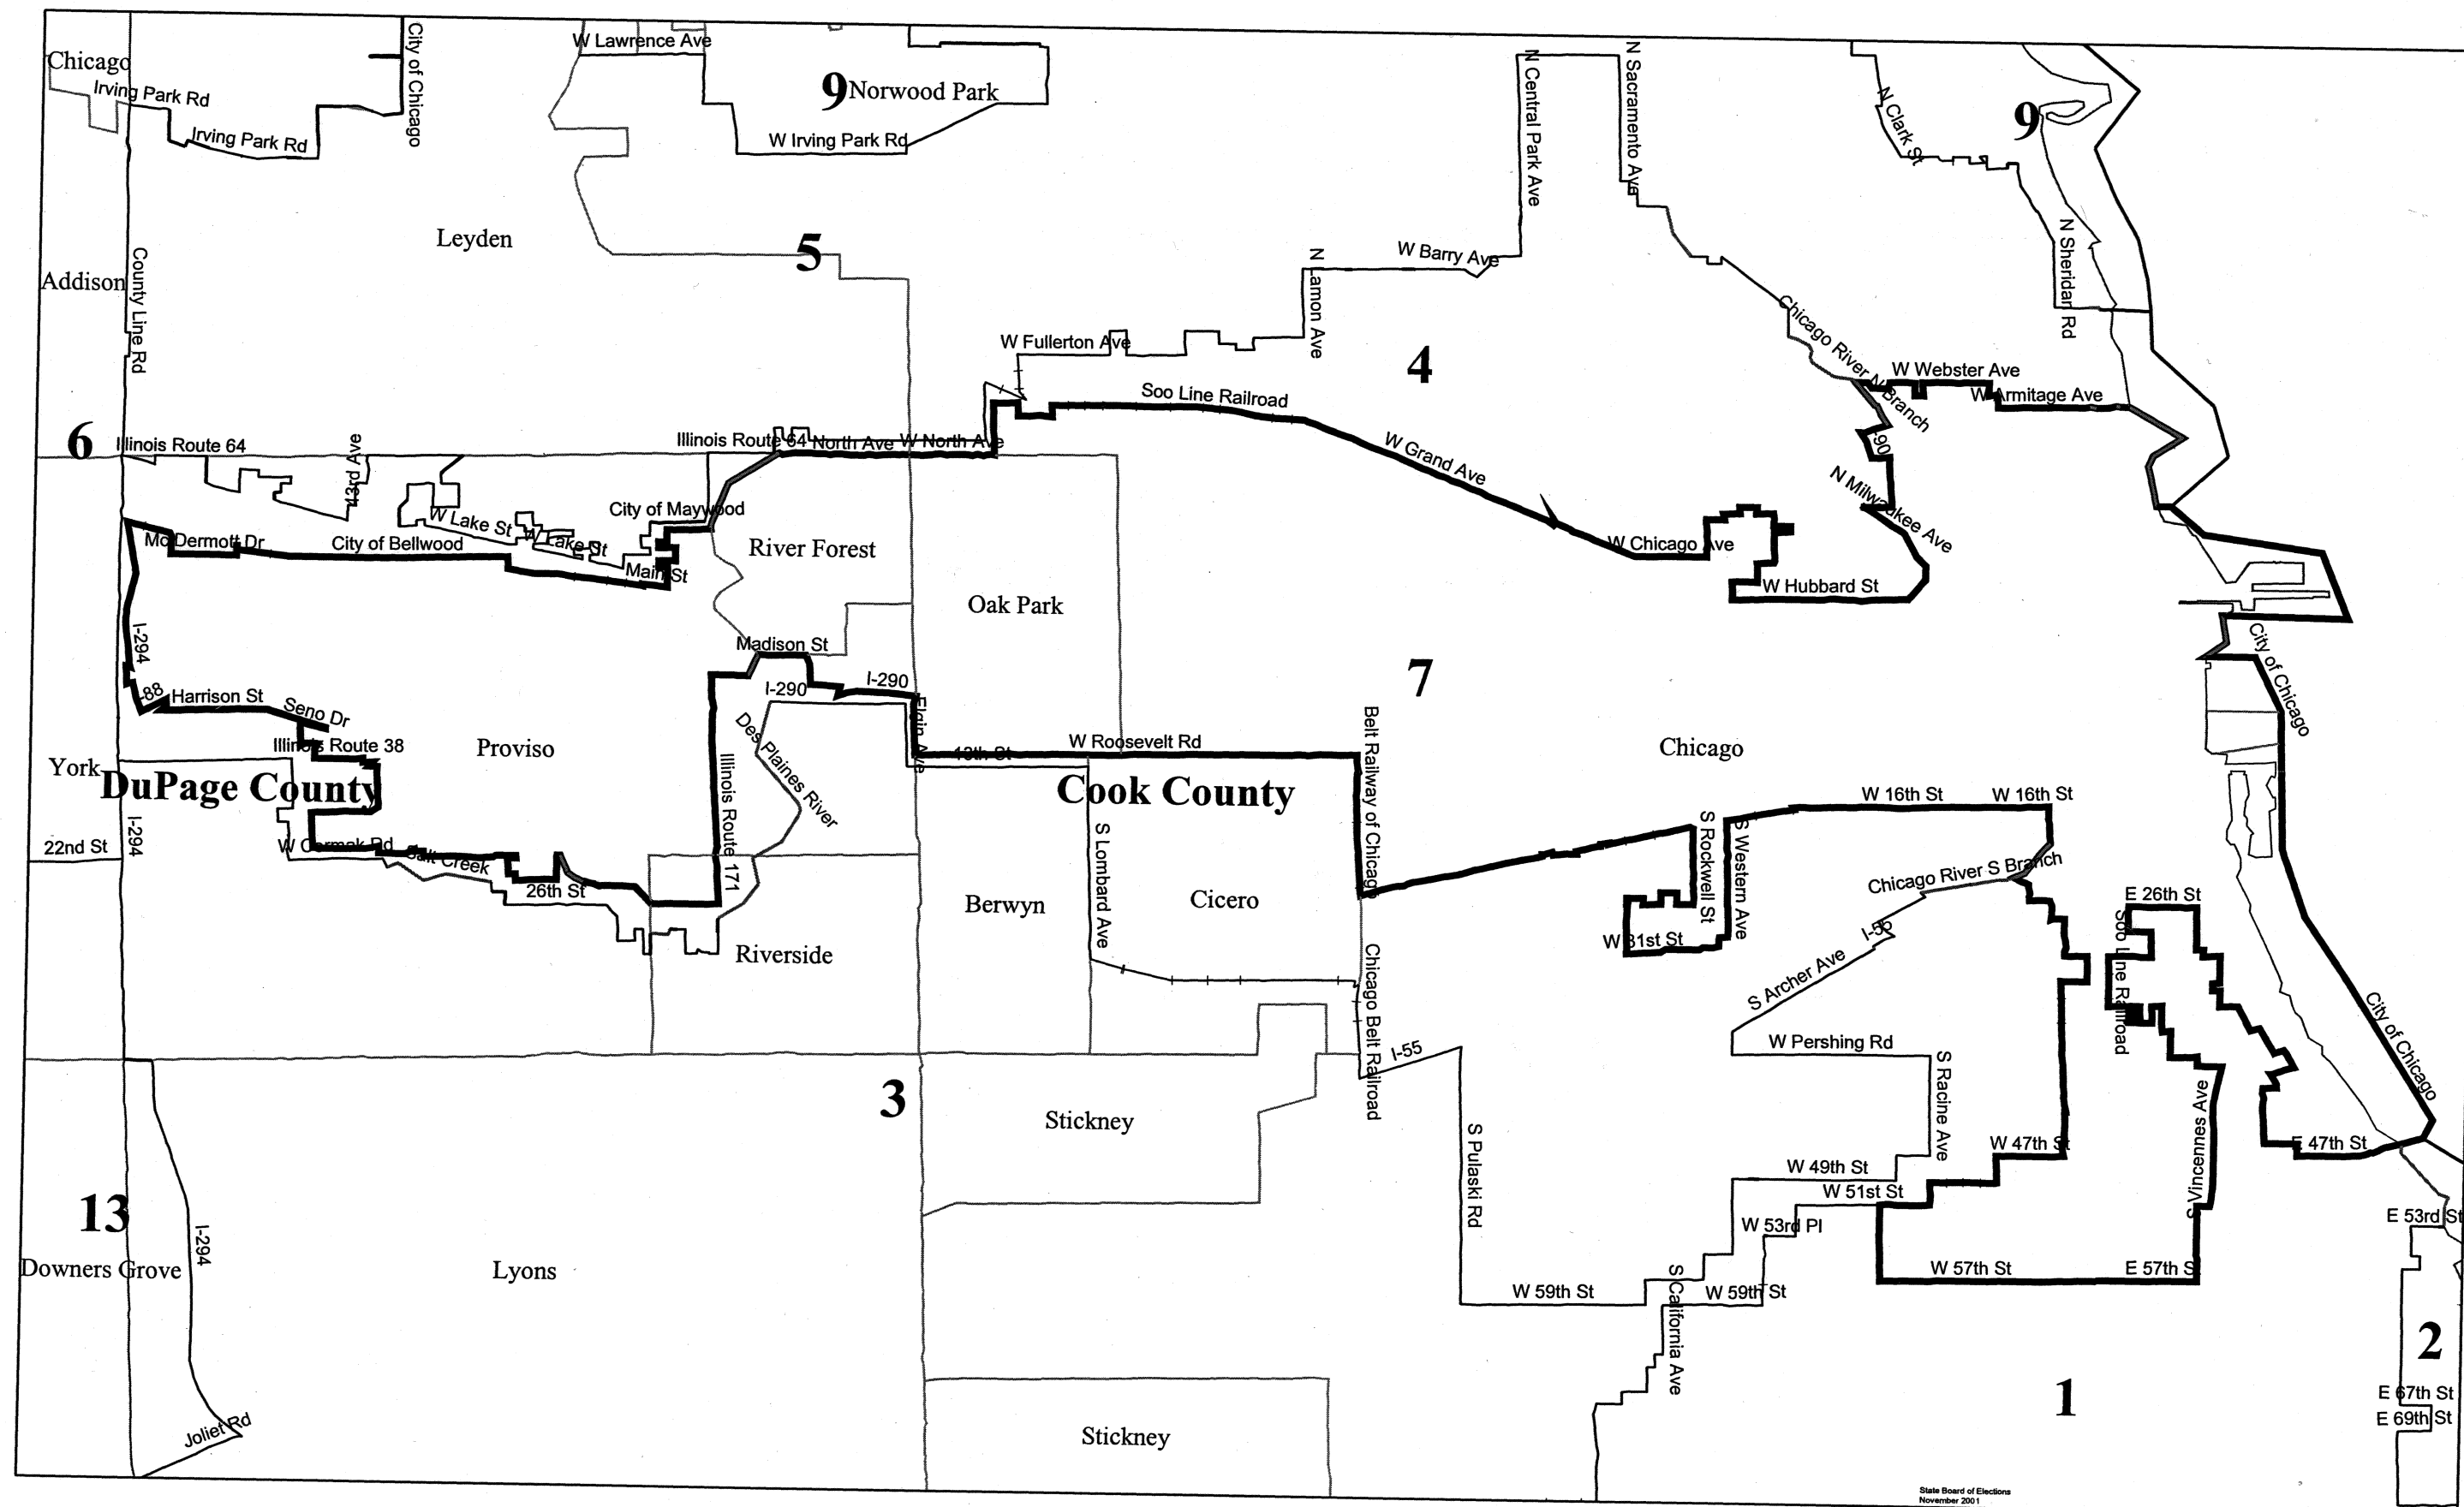 Chicago
Irving Park Rd
Irving Park Rd
City of Chicago
W Lawrence Ave
9
Norwood Park
W Irving Park Rd
N Central Park Ave
N Sacramento Ave
N Clark St
9
Leyden
5
Addison
County Line Rd
N Lamon Ave
W Barry Ave
N Sheridan Rd
W Fullerton Ave
4
Chicago River N Branch
W Webster Ave
W Armitage Ave
Soo Line Railroad
6
Illinois Route 64
43rd Ave
Illinois Route 64
North Ave
W North Ave
W Grand Ave
I-90
N Milwaukee Ave
City of Maywood
W Lake St
W Lake St
Mc Dermott Dr
City of Bellwood
Main St
River Forest
W Chicago Ave
W Hubbard St
Oak Park
I-294
Madison St
City of Chicago
I-88
Harrison St
Seno Dr
I-290
I-290
7
Elgin Ave
Des Plaines River
Illinois Route 38
Proviso
13th St
W Roosevelt Rd
Belt Railway of Chicago
Chicago
York
DuPage County
Illinois Route 171
Cook County
W 16th St
W 16th St
I-294
22nd St
W Cormak Rd
Salt Creek
S Lombard Ave
S Rockwell St
S Western Ave
Chicago River S Branch
26th St
Berwyn
Cicero
E 26th St
Riverside
W 31st St
I-55
Soo Line Railroad
S Archer Ave
Chicago Belt Railroad
City of Chicago
W Pershing Rd
I-55
S Racine Ave
3
Stickney
S Pulaski Rd
S Vincennes Ave
W 47th St
E 47th St
W 49th St
W 51st St
13
I-294
W 53rd Pl
E 53rd St
Downers Grove
Lyons
W 57th St
E 57th St
W 59th St
S California Ave
W 59th St
2
1
E 67th St
E 69th St
Joliet Rd
Stickney
State Board of Elections
November 2001